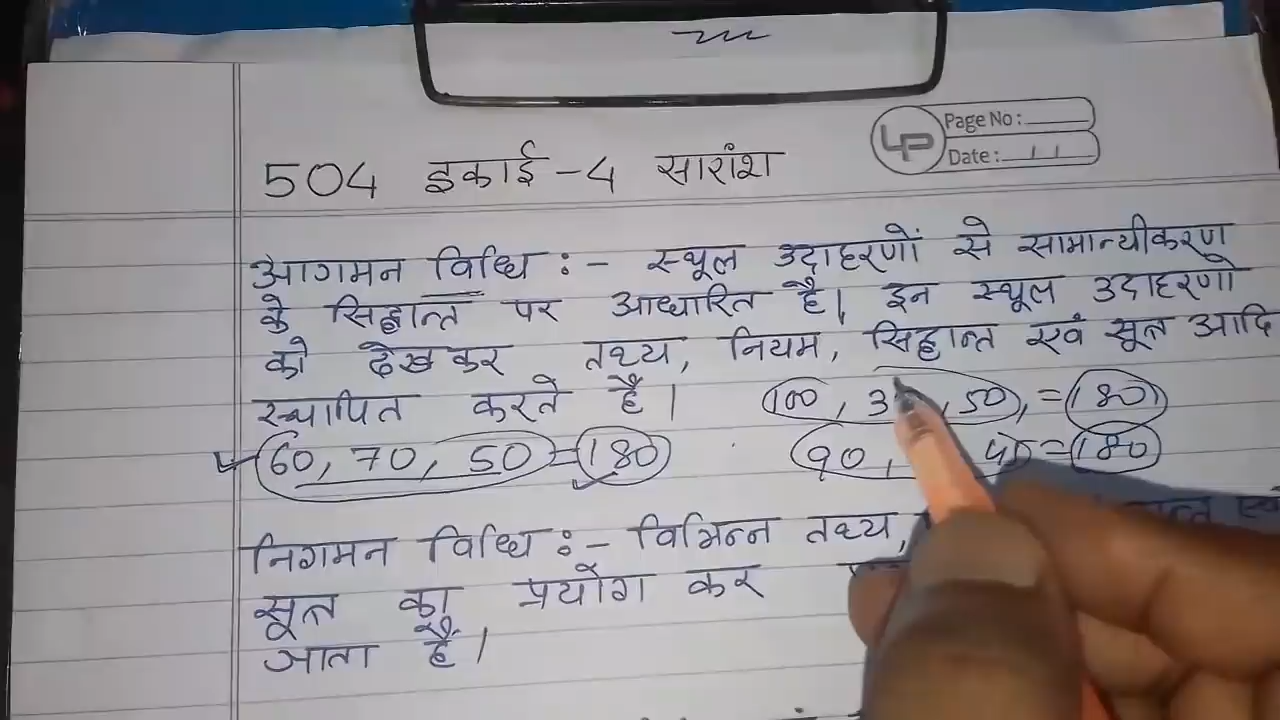 Page No :
Date :
504 इकाई - 4 सारांश
आगमन विधि :- स्थूल उदाहरणों से सामान्यीकरण
के सिद्धान्त पर आधारित है। इन स्थूल उदाहरणो
को देखकर तथ्य, नियम, सिद्धान्त एवं सूत्र आदि
स्थापित करते है।
100, 50, = 180
60, 70, 50 = 180
90, 45 = 180
निगमन विधि :- विभिन्न तथ्य,
सूत्र का प्रयोग कर
जाता है।